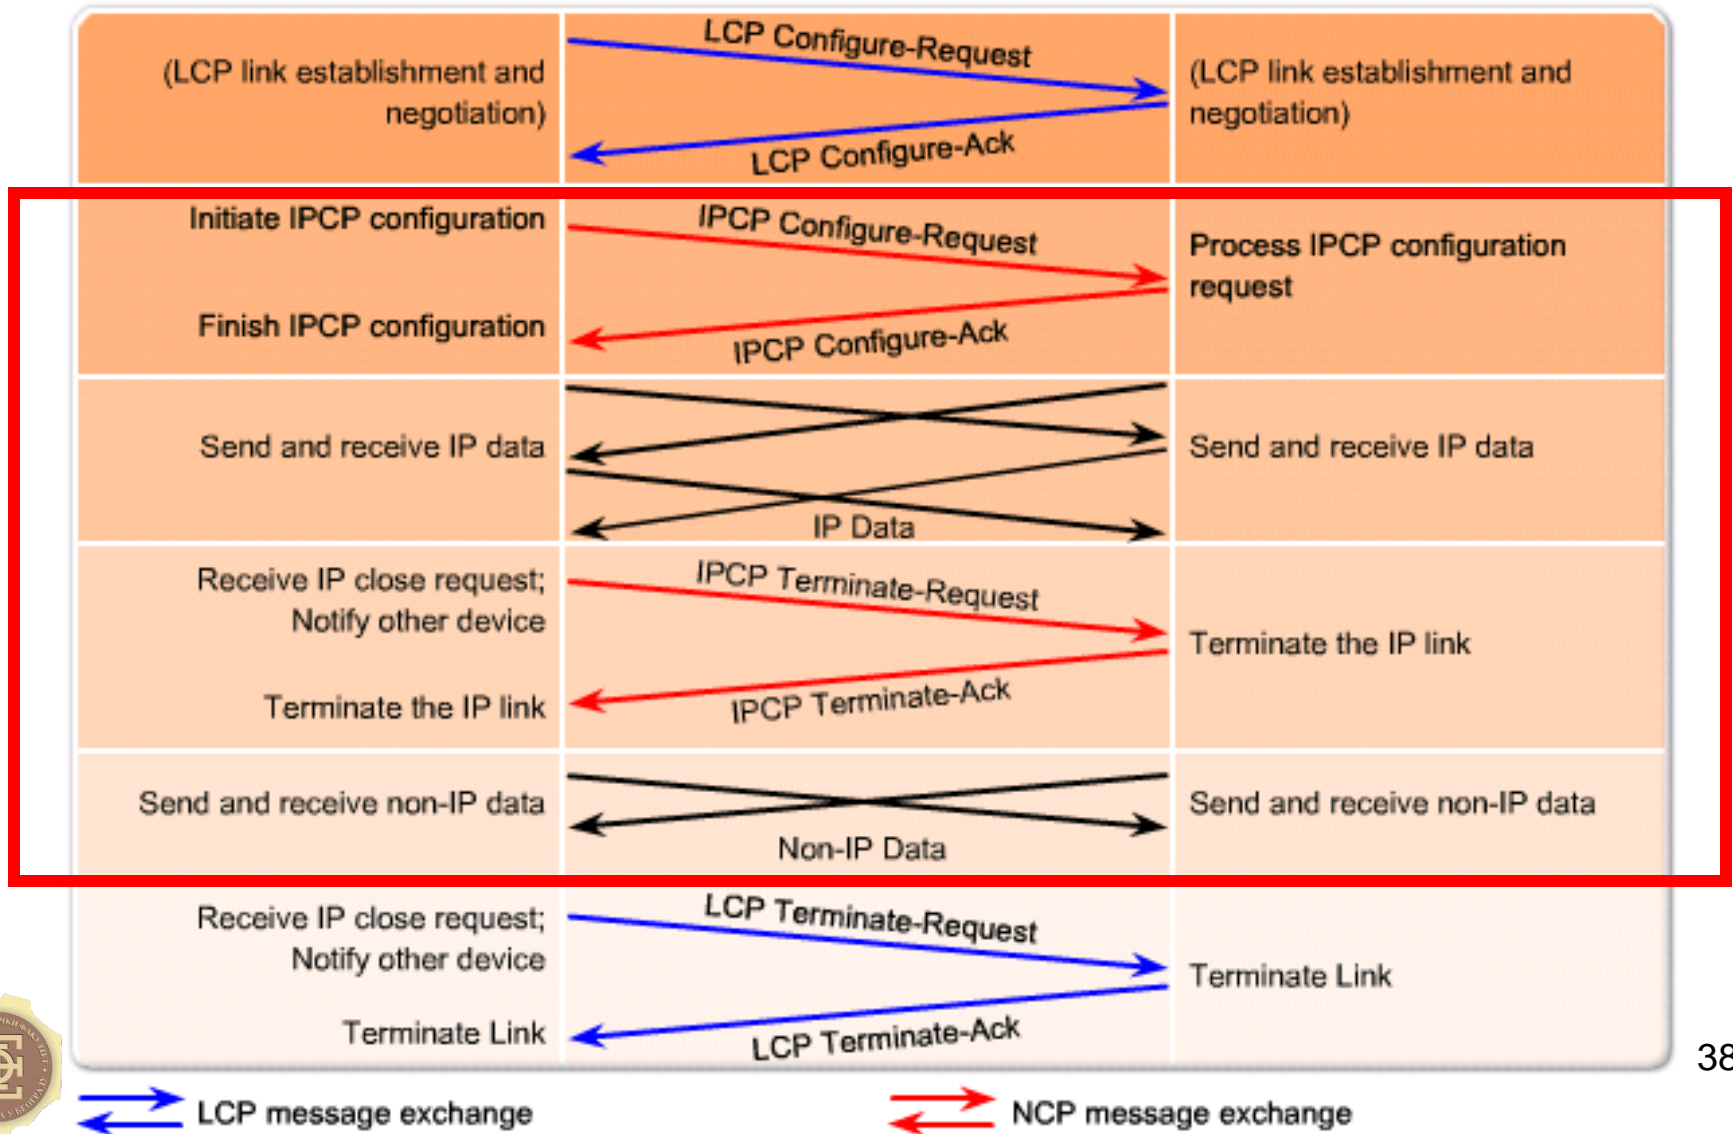 LCP Configure-Request
(LCP link establishment and
negotiation)
(LCP link establishment and
negotiation)
LCP Configure-Ack
Initiate IPCP configuration
IPCP Configure-Request
Process IPCP configuration
request
Finish IPCP configuration
IPCP Configure-Ack
Send and receive IP data
Send and receive IP data
IP Data
Receive IP close request;
Notify other device
IPCP Terminate-Request
Terminate the IP link
Terminate the IP link
IPCP Terminate-Ack
Send and receive non-IP data
Send and receive non-IP data
Non-IP Data
Receive IP close request;
Notify other device
LCP Terminate-Request
Terminate Link
Terminate Link
LCP Terminate-Ack
38
LCP message exchange
NCP message exchange